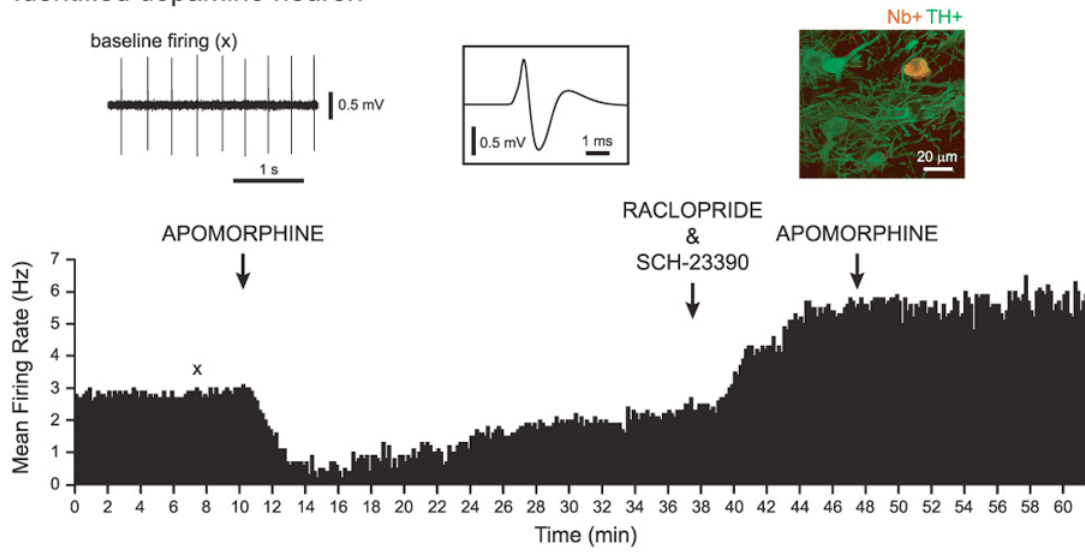 identified dopamine neuron
Nb+ TH+
baseline firing (x)
0.5 mV
1 s
0.5 mV
1 ms
20 µm
APOMORPHINE
RACLOPRIDE
&
SCH-23390
APOMORPHINE
Mean Firing Rate (Hz)
7
6
5
4
3
2
1
0
x
0 2 4 6 8 10 12 14 16 18 20 22 24 26 28 30 32 34 36 38 40 42 44 46 48 50 52 54 56 58 60
Time (min)